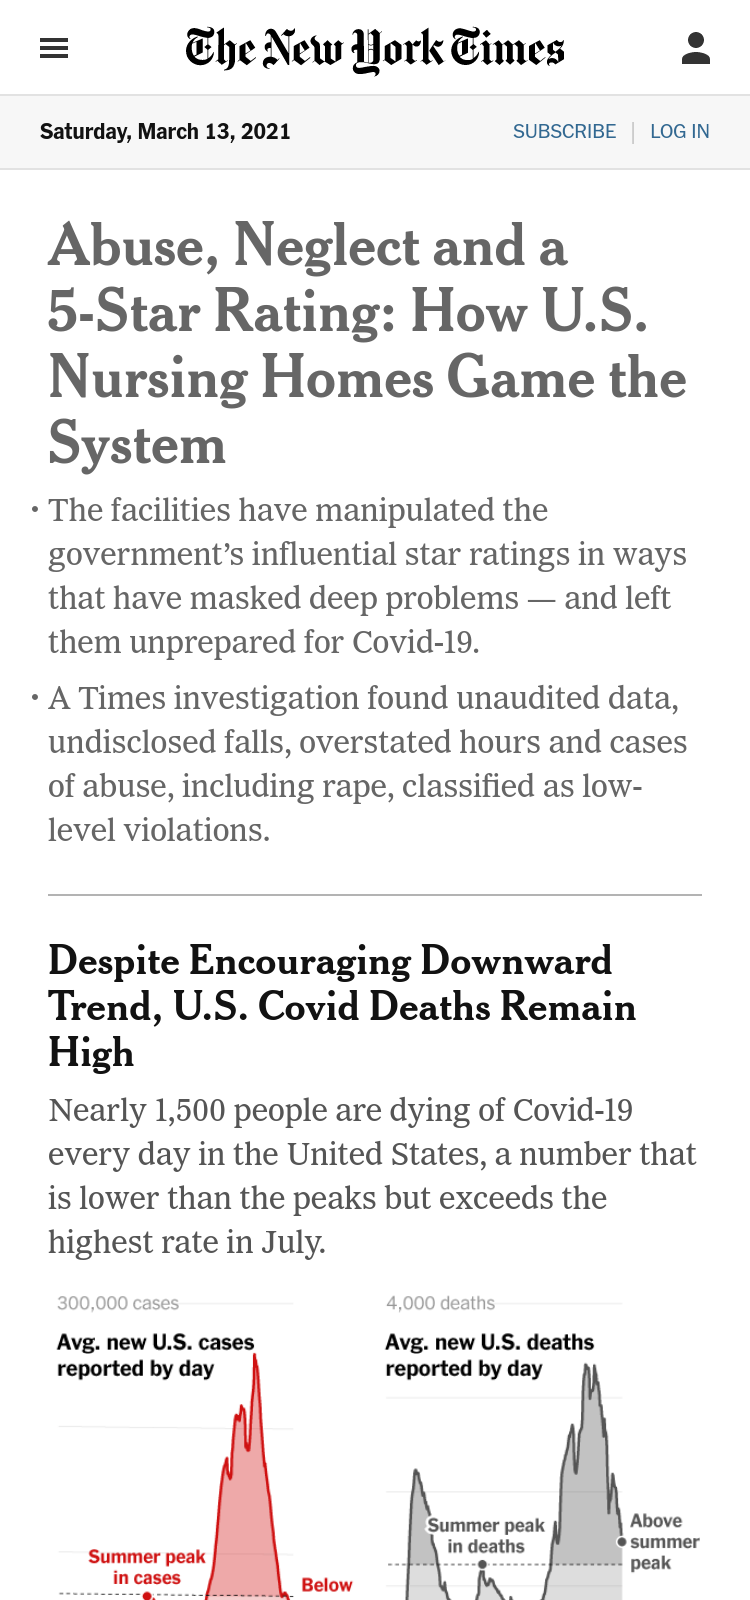 The New York Times
Saturday, March 13, 2021
SUBSCRIBE | LOG IN
Abuse, Neglect and a
5-Star Rating: How U.S.
Nursing Homes Game the
System
• The facilities have manipulated the
government’s influential star ratings in ways
that have masked deep problems — and left
them unprepared for Covid-19.
• A Times investigation found unaudited data,
undisclosed falls, overstated hours and cases
of abuse, including rape, classified as low-
level violations.
Despite Encouraging Downward
Trend, U.S. Covid Deaths Remain
High
Nearly 1,500 people are dying of Covid-19
every day in the United States, a number that
is lower than the peaks but exceeds the
highest rate in July.
300,000 cases
Avg. new U.S. cases
reported by day
Summer peak
in cases
Below
4,000 deaths
Avg. new U.S. deaths
reported by day
Summer peak
in deaths
Above
summer
peak